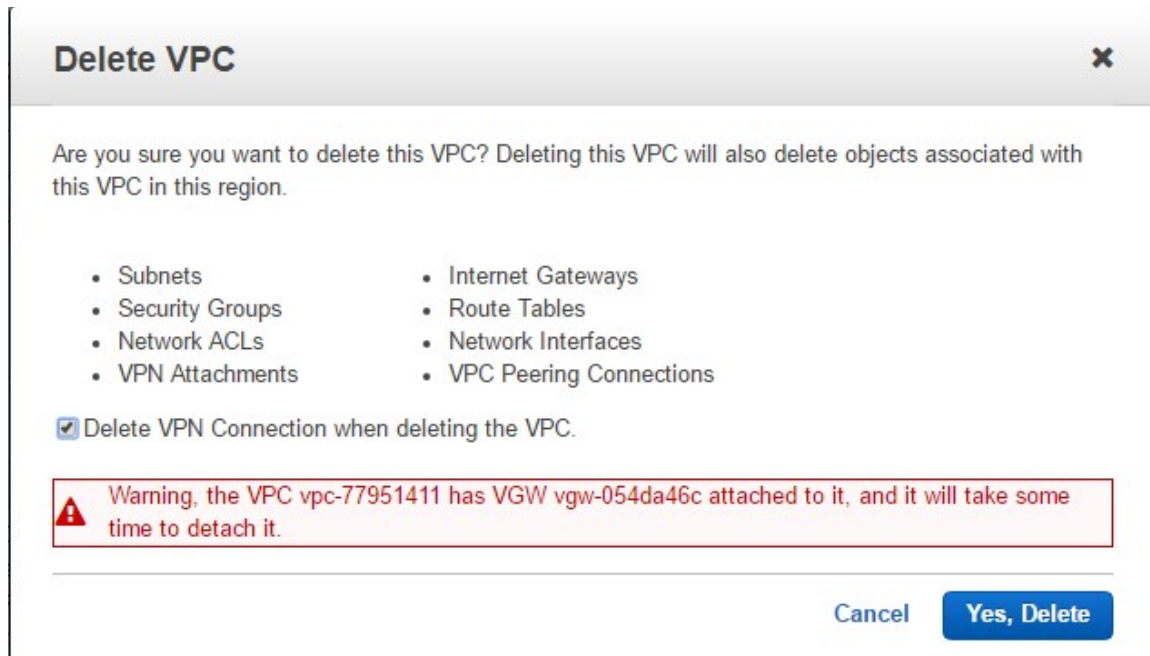 Delete VPC
Are you sure you want to delete this VPC? Deleting this VPC will also delete objects associated with
this VPC in this region.
Subnets
Security Groups
Network ACLs
VPN Attachments
Internet Gateways
Route Tables
Network Interfaces
VPC Peering Connections
Delete VPN Connection when deleting the VPC.
Warning, the VPC vpc-77951411 has VGW vgw-054da46c attached to it, and it will take some
time to detach it.
Cancel
Yes, Delete